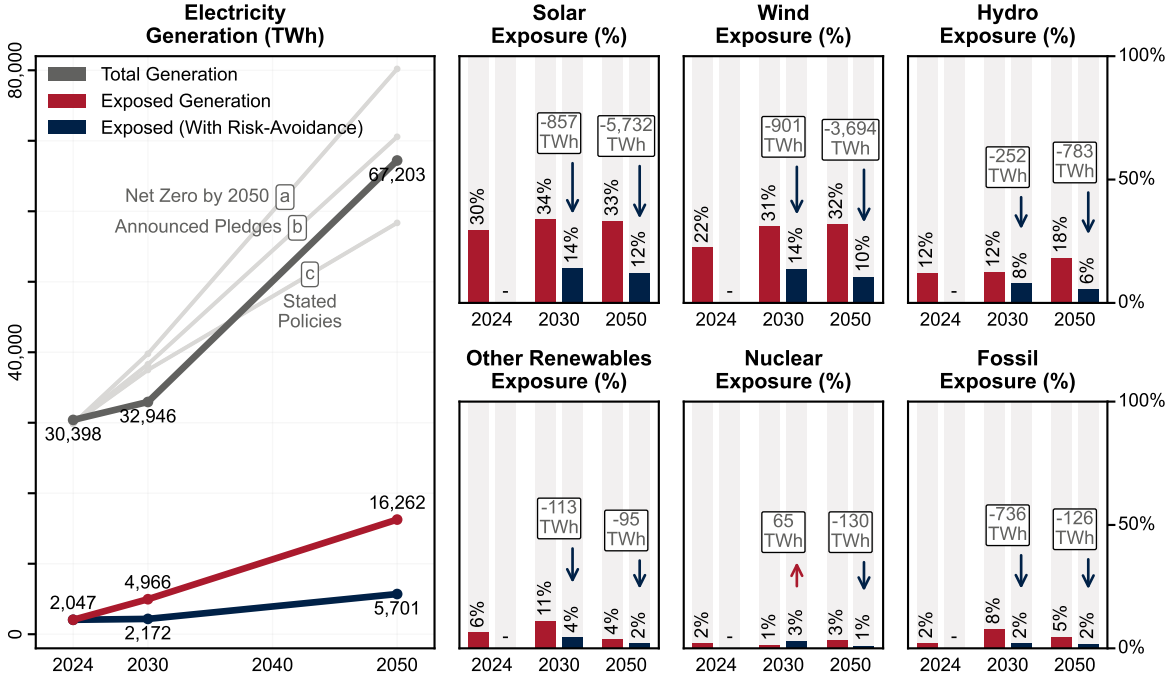 Electricity
Generation (TWh)
80,000
40,000
0
Total Generation
Exposed Generation
Exposed (With Risk-Avoidance)
Net Zero by 2050 a
Announced Pledges b
c
Stated
Policies
67,203
30,398
32,946
16,262
4,966
2,047
2,172
5,701
2024 2030 2040 2050
Solar
Exposure (%)
-857
TWh
-5,732
TWh
30%
-
34%
14%
33%
12%
2024 2030 2050
Wind
Exposure (%)
-901
TWh
-3,694
TWh
22%
-
31%
14%
32%
10%
2024 2030 2050
Hydro
Exposure (%)
-252
TWh
-783
TWh
12%
-
12%
8%
18%
6%
100%
50%
0%
2024 2030 2050
Other Renewables
Exposure (%)
-113
TWh
-95
TWh
6%
-
11%
4%
4%
2%
2024 2030 2050
Nuclear
Exposure (%)
65
TWh
-130
TWh
2%
-
1%
3%
3%
1%
2024 2030 2050
Fossil
Exposure (%)
-736
TWh
-126
TWh
2%
-
8%
2%
5%
2%
100%
50%
0%
2024 2030 2050